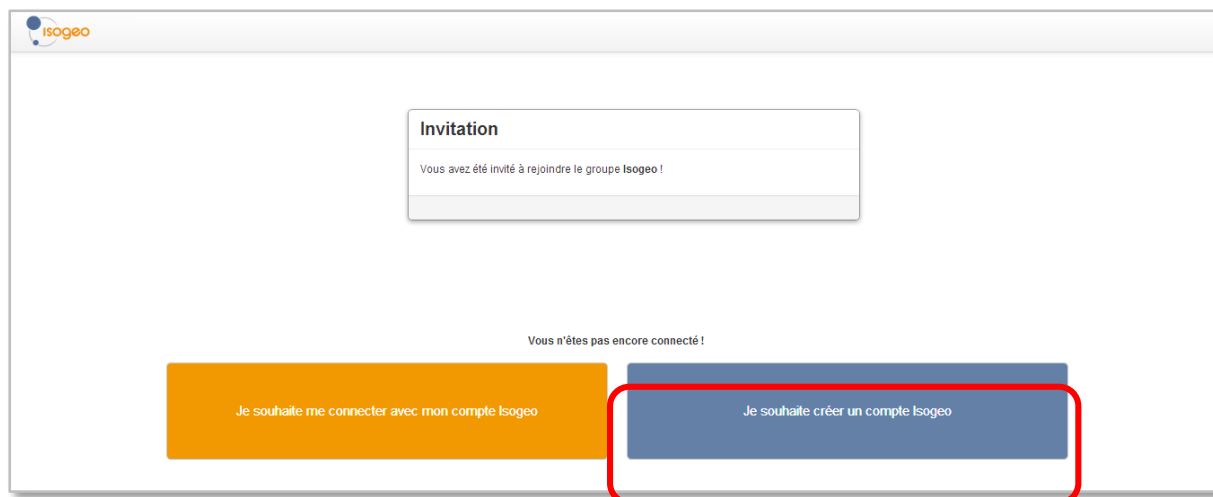 isogeo
Invitation
Vous avez été invité à rejoindre le groupe Isogeo !
Vous n'êtes pas encore connecté !
Je souhaite me connecter avec mon compte Isogeo
Je souhaite créer un compte Isogeo